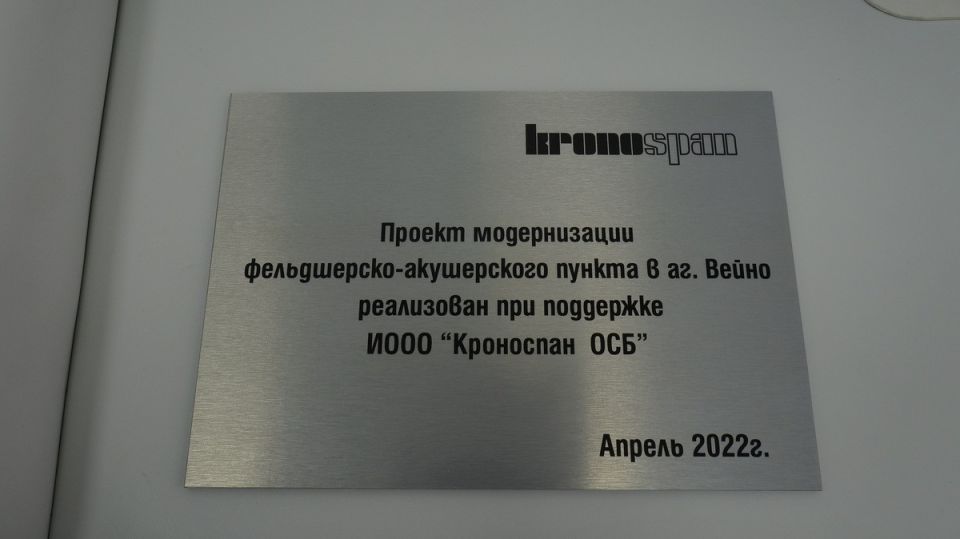 kronospan
Проект модернизации
фельдшерско-акушерского пункта в аг. Вейно
реализован при поддержке
ИООО “Кроноспан ОСБ”
Апрель 2022г.